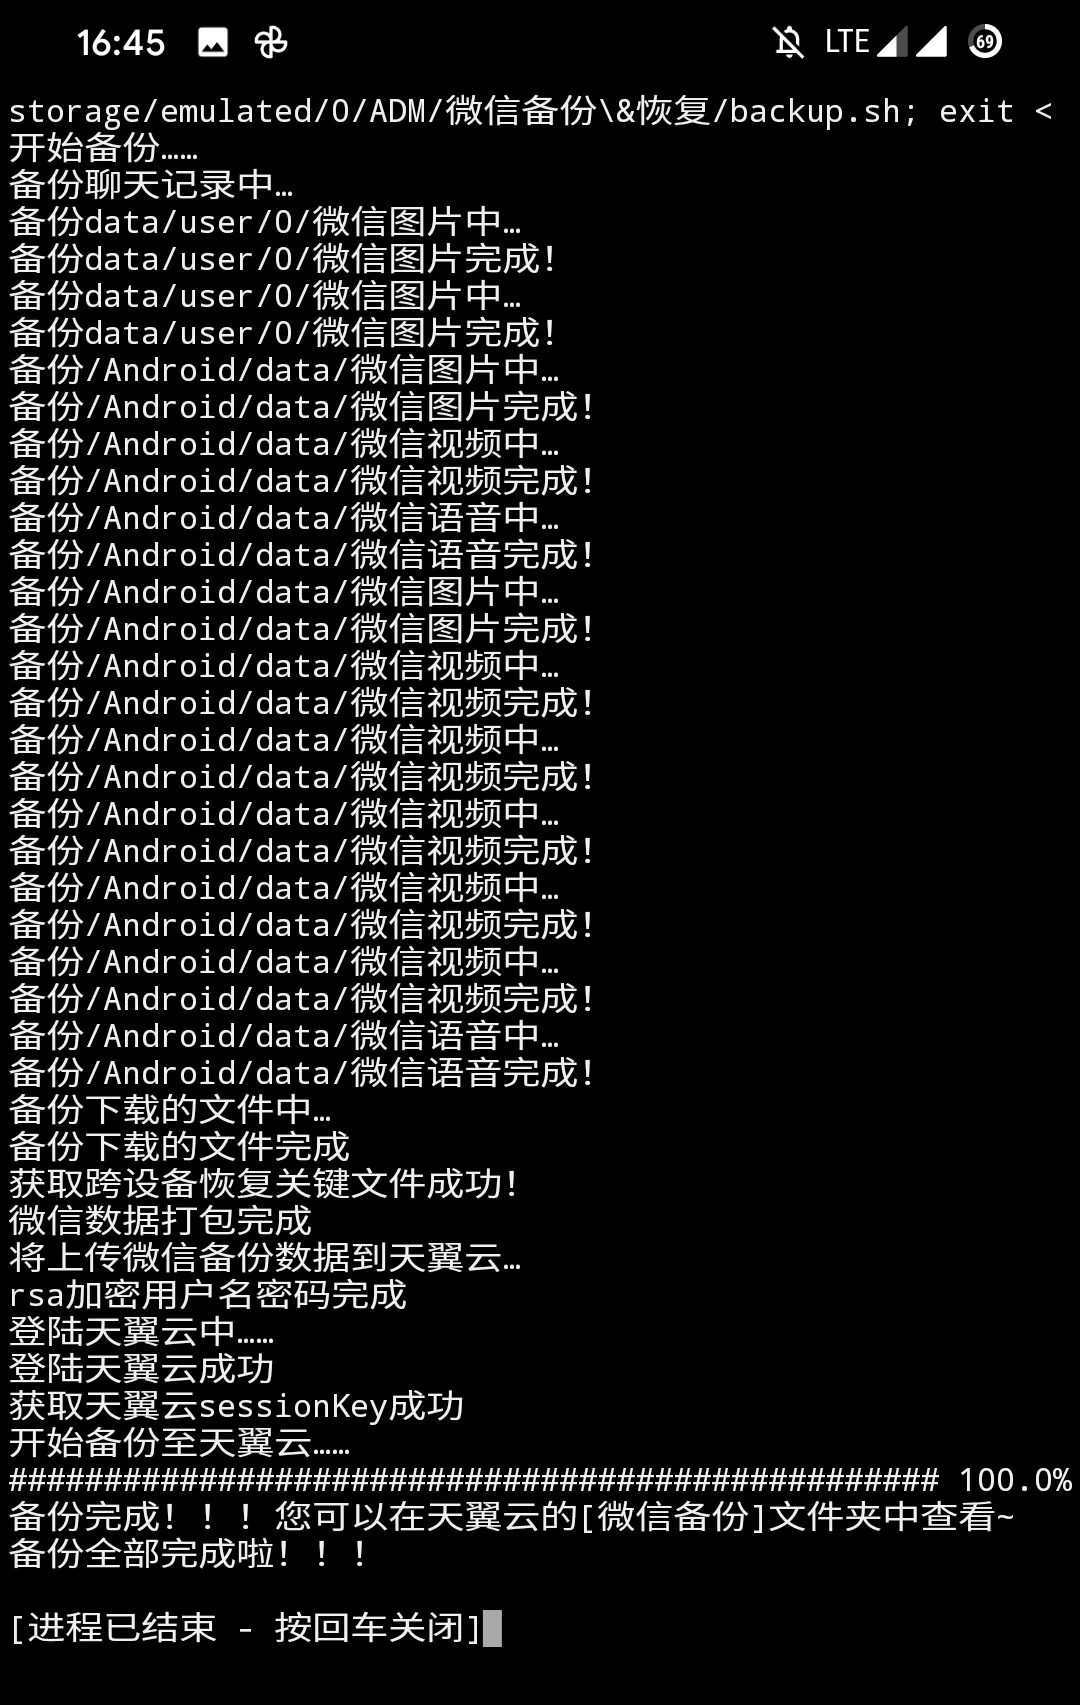 16:45 LTE 69
storage/emulated/0/ADM/微信备份\&恢复/backup.sh; exit <
开始备份……
备份聊天记录中…
备份data/user/0/微信图片中…
备份data/user/0/微信图片完成！
备份data/user/0/微信图片中…
备份data/user/0/微信图片完成！
备份/Android/data/微信图片中…
备份/Android/data/微信图片完成！
备份/Android/data/微信视频中…
备份/Android/data/微信视频完成！
备份/Android/data/微信语音中…
备份/Android/data/微信语音完成！
备份/Android/data/微信图片中…
备份/Android/data/微信图片完成！
备份/Android/data/微信视频中…
备份/Android/data/微信视频完成！
备份/Android/data/微信视频中…
备份/Android/data/微信视频完成！
备份/Android/data/微信视频中…
备份/Android/data/微信视频完成！
备份/Android/data/微信视频中…
备份/Android/data/微信视频完成！
备份/Android/data/微信视频中…
备份/Android/data/微信视频完成！
备份/Android/data/微信语音中…
备份/Android/data/微信语音完成！
备份下载的文件中…
备份下载的文件完成
获取跨设备恢复关键文件成功！
微信数据打包完成
将上传微信备份数据到天翼云…
rsa加密用户名密码完成
登陆天翼云中……
登陆天翼云成功
获取天翼云sessionKey成功
开始备份至天翼云……
################################################# 100.0%
备份完成！！！您可以在天翼云的[微信备份]文件夹中查看~
备份全部完成啦！！！
[进程已结束 - 按回车关闭]